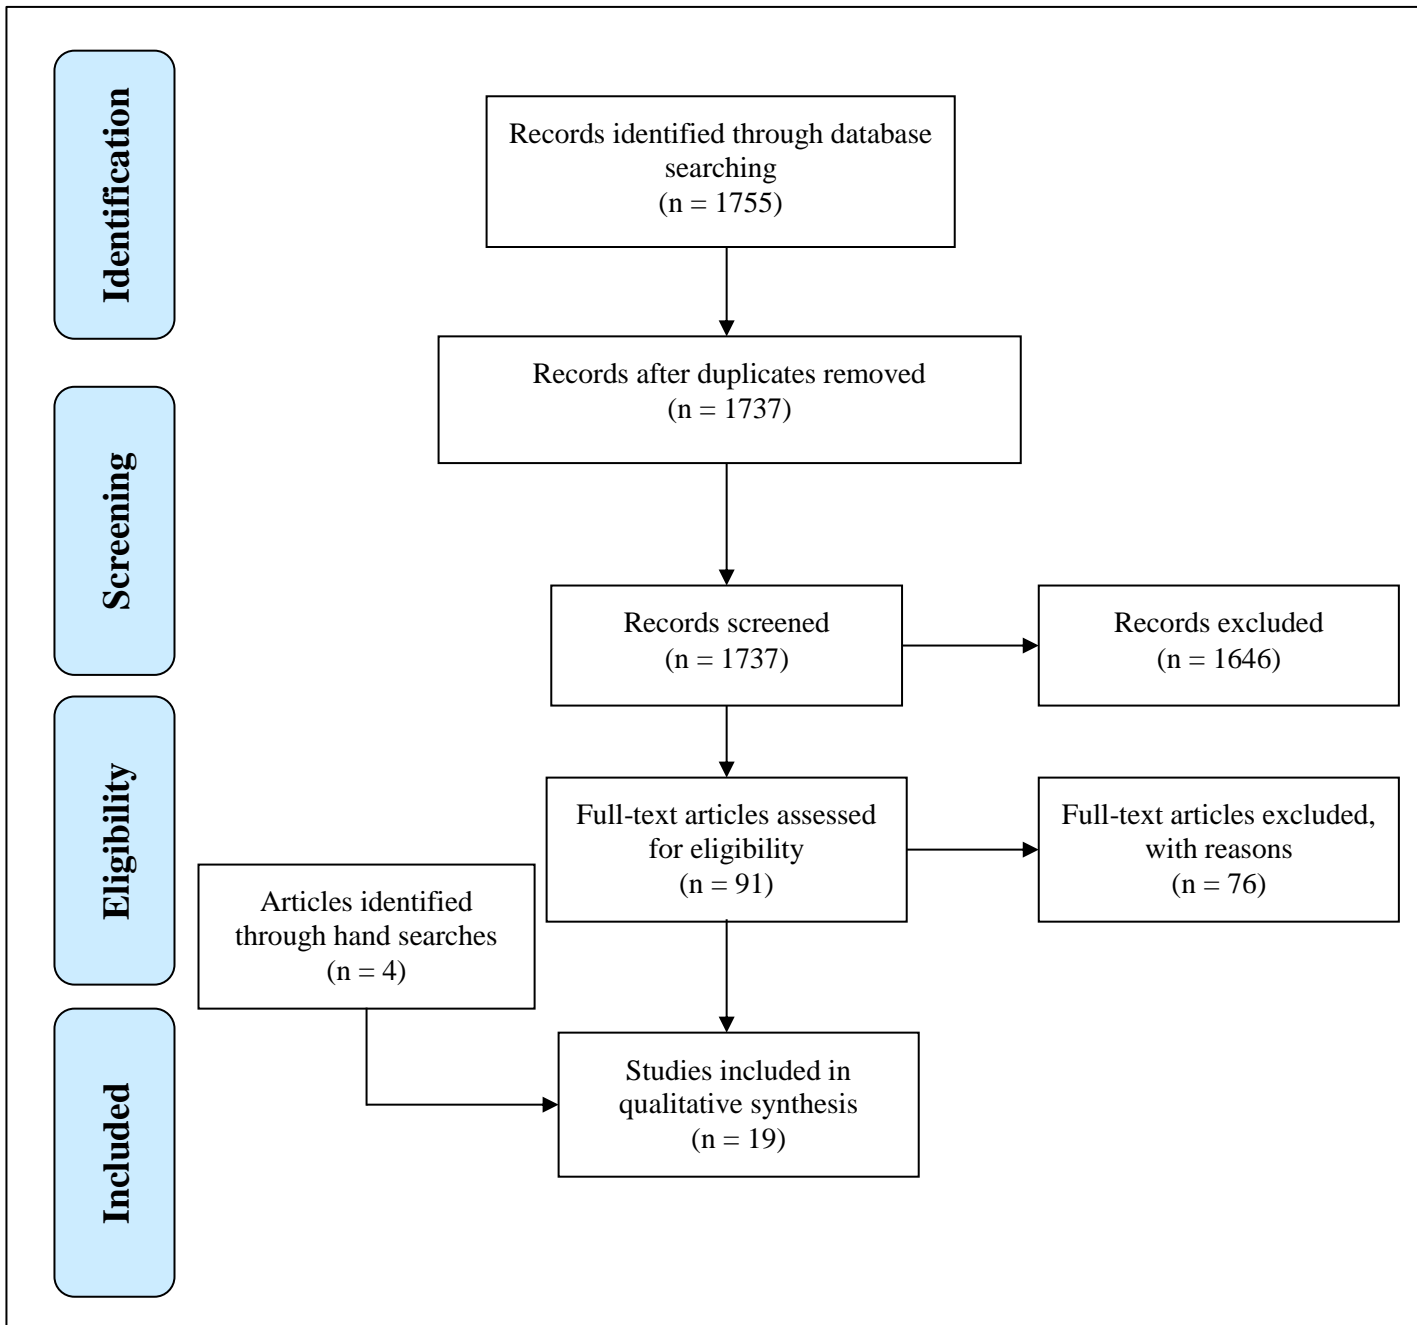 Identification
Records identified through database
searching
(n = 1755)
Records after duplicates removed
(n = 1737)
Screening
Records screened
(n = 1737)
Records excluded
(n = 1646)
Eligibility
Full-text articles assessed
for eligibility
(n = 91)
Full-text articles excluded,
with reasons
(n = 76)
Articles identified
through hand searches
(n = 4)
Included
Studies included in
qualitative synthesis
(n = 19)